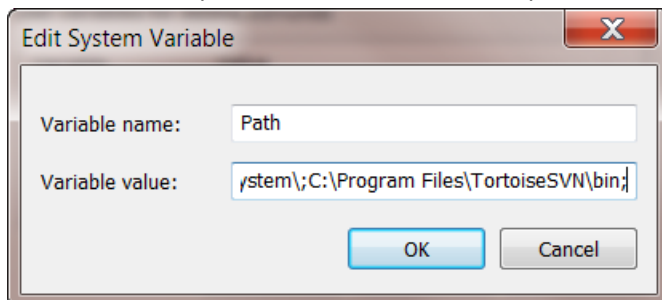 Edit System Variable
Variable name: Path
Variable value: ystem\;C:\Program Files\TortoiseSVN\bin;
OK Cancel